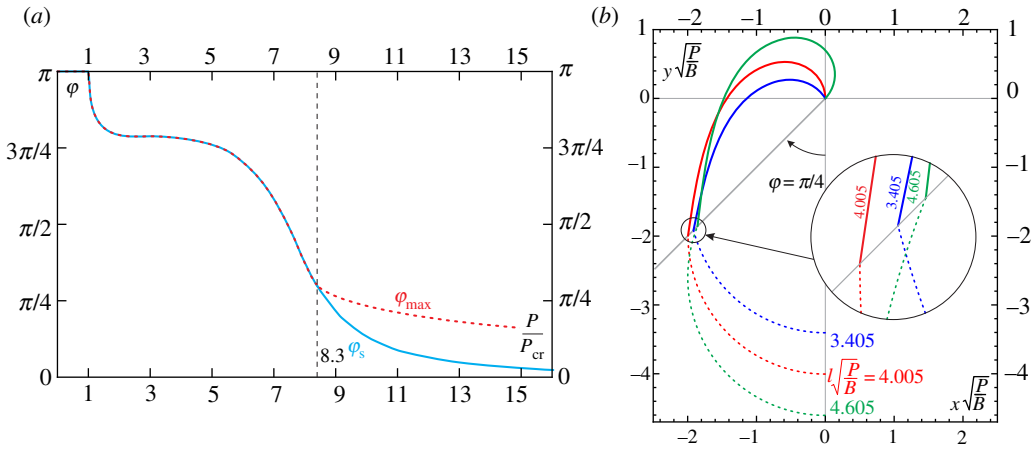 (a)
1 3 5 7 9 11 13 15
π π
φ
3π/4 3π/4
π/2 π/2
π/4 π/4
φmax
P/Pcr
8.3 φs
0 0
1 3 5 7 9 11 13 15
(b)
−2 −1 0 1 2
1 1
y√P/B
0 0
−1 −1
φ = π/4
4.005
3.405
4.605
−2 −2
−3 −3
3.405
−4 l√P/B = 4.005 −4
4.605 x√P/B
−2 −1 0 1 2